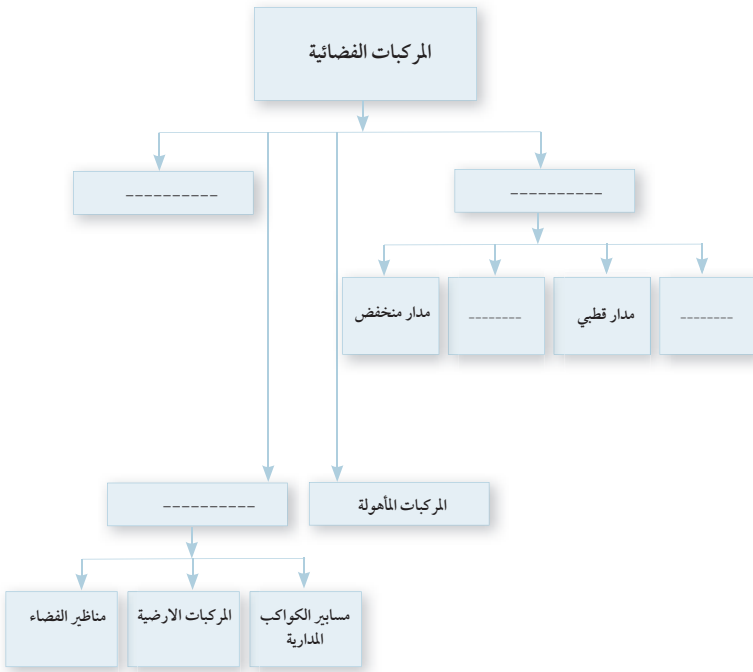 المركبات الفضائية
----------
----------
--------
مدار قطبي
--------
مدار منخفض
المركبات المأهولة
----------
مسابير الكواكب
المدارية
المركبات الارضية
مناظير الفضاء